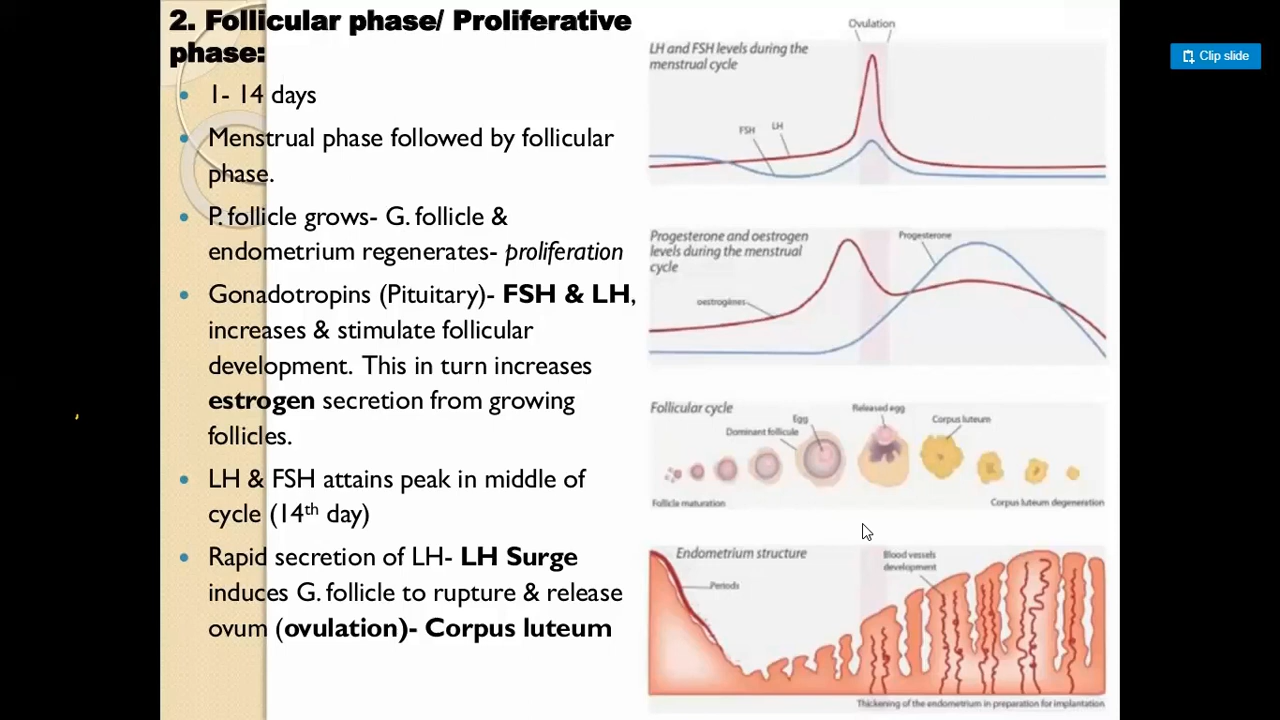 2. Follicular phase/ Proliferative
phase:
• 1- 14 days
• Menstrual phase followed by follicular
phase.
• P. follicle grows- G. follicle &
endometrium regenerates- proliferation
• Gonadotropins (Pituitary)- FSH & LH,
increases & stimulate follicular
development. This in turn increases
estrogen secretion from growing
follicles.
• LH & FSH attains peak in middle of
cycle (14th day)
• Rapid secretion of LH- LH Surge
induces G. follicle to rupture & release
ovum (ovulation)- Corpus luteum
Ovulation
LH and FSH levels during the
menstrual cycle
FSH
LH
Progesterone and oestrogen
levels during the menstrual
cycle
Progesterone
oestrogènes
Follicular cycle
Released egg
Egg
Corpus luteum
Dominant follicule
Follicle maturation
Corpus luteum degeneration
Endometrium structure
Blood vessels
development
Periods
Thickening of the endometrium in preparation for implantation
Clip slide